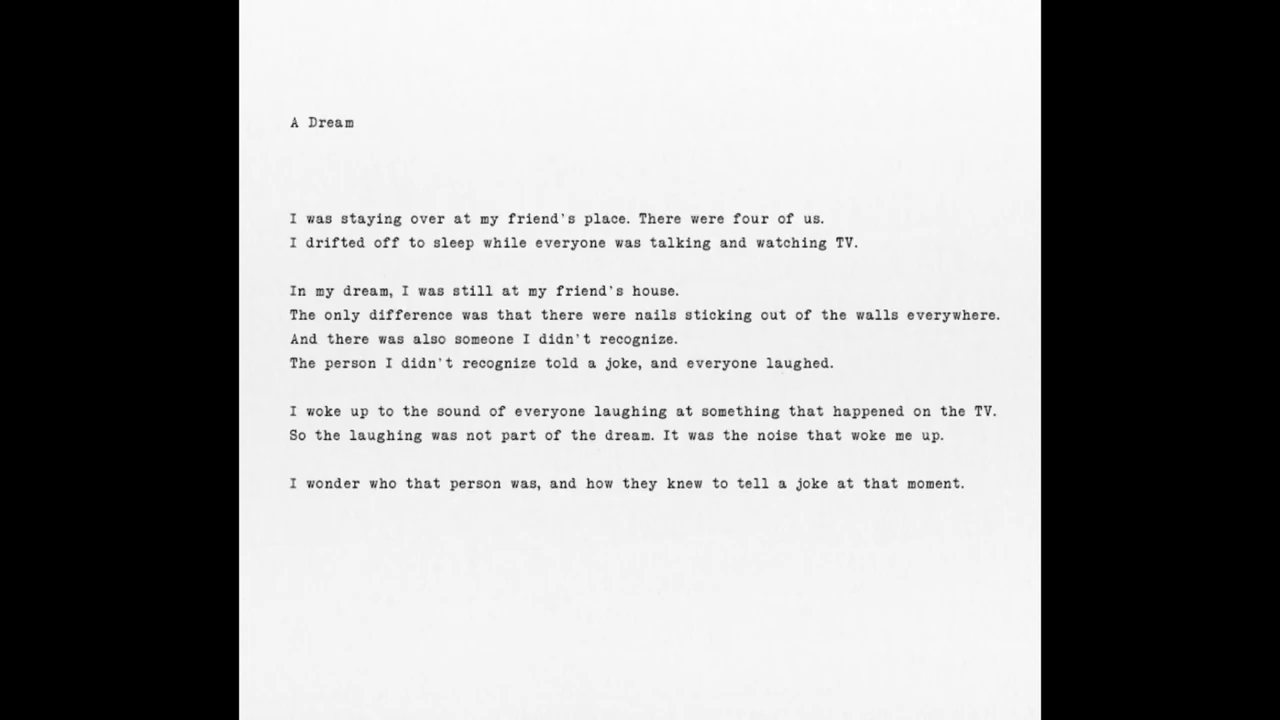 A Dream
I was staying over at my friend's place. There were four of us.
I drifted off to sleep while everyone was talking and watching TV.
In my dream, I was still at my friend's house.
The only difference was that there were nails sticking out of the walls everywhere.
And there was also someone I didn't recognize.
The person I didn't recognize told a joke, and everyone laughed.
I woke up to the sound of everyone laughing at something that happened on the TV.
So the laughing was not part of the dream. It was the noise that woke me up.
I wonder who that person was, and how they knew to tell a joke at that moment.